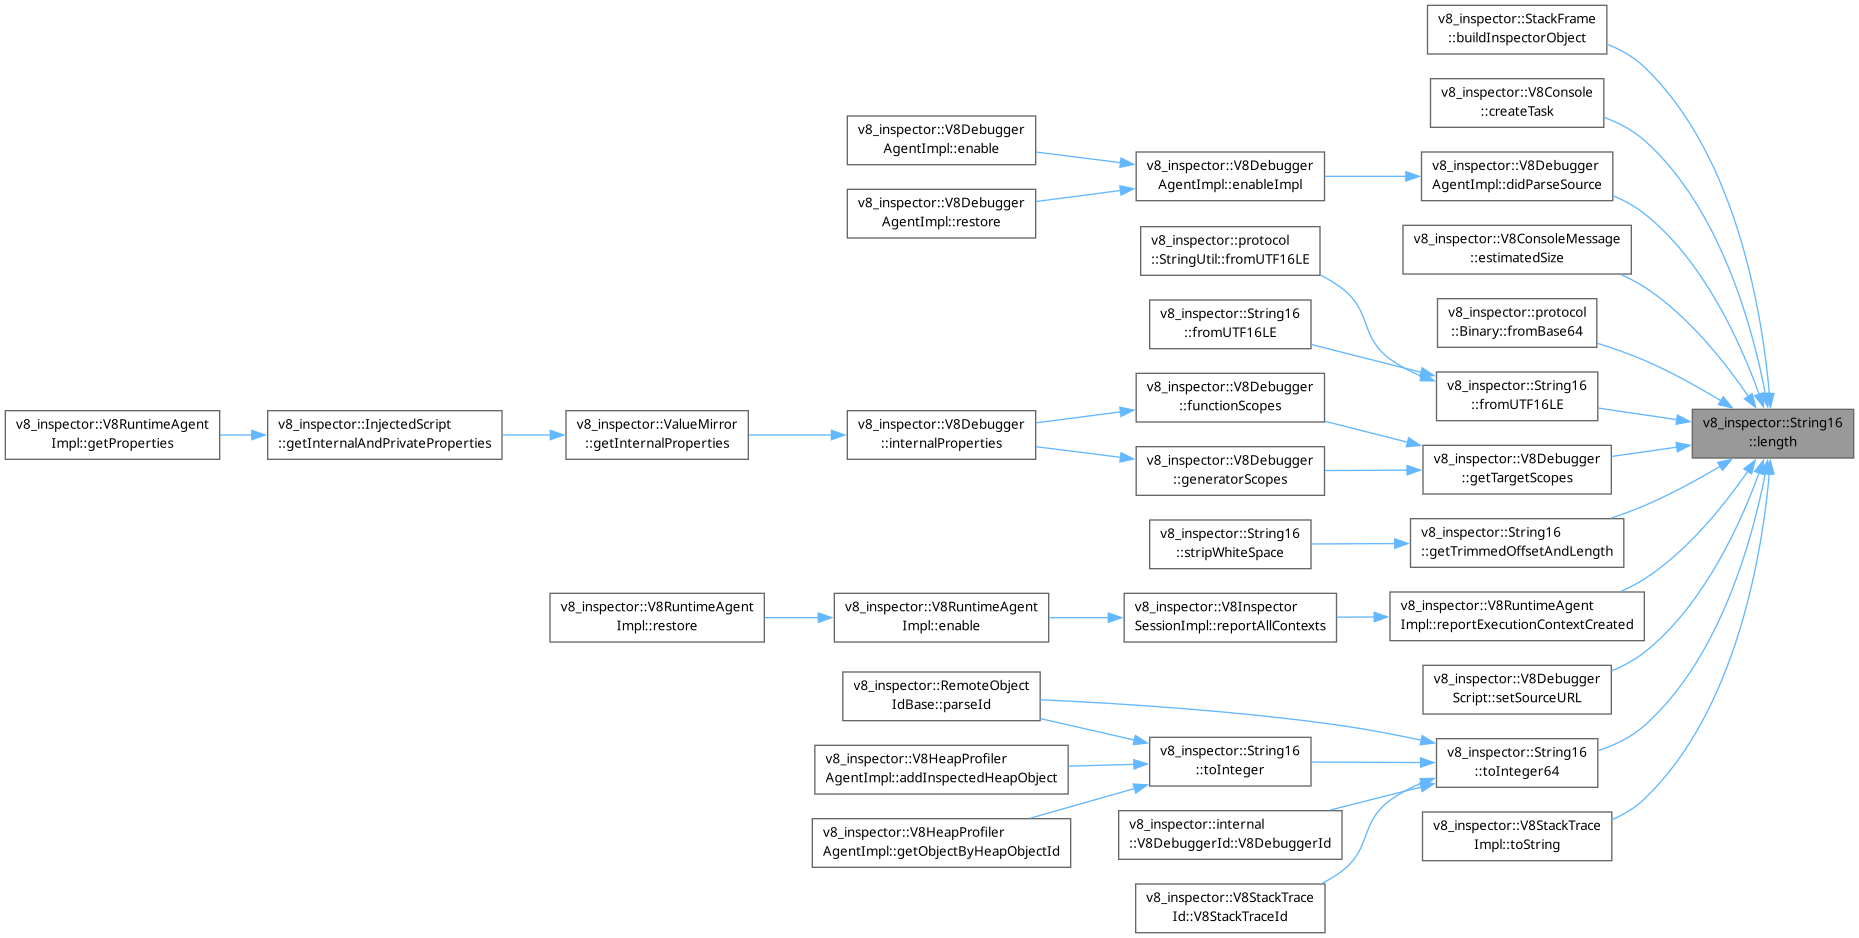 v8_inspector::StackFrame
::buildInspectorObject
v8_inspector::V8Console
::createTask
v8_inspector::V8Debugger
AgentImpl::enable
v8_inspector::V8Debugger
AgentImpl::enableImpl
v8_inspector::V8Debugger
AgentImpl::didParseSource
v8_inspector::V8Debugger
AgentImpl::restore
v8_inspector::protocol
::StringUtil::fromUTF16LE
v8_inspector::V8ConsoleMessage
::estimatedSize
v8_inspector::String16
::fromUTF16LE
v8_inspector::protocol
::Binary::fromBase64
v8_inspector::V8Debugger
::functionScopes
v8_inspector::String16
::fromUTF16LE
v8_inspector::V8RuntimeAgent
Impl::getProperties
v8_inspector::InjectedScript
::getInternalAndPrivateProperties
v8_inspector::ValueMirror
::getInternalProperties
v8_inspector::V8Debugger
::internalProperties
v8_inspector::String16
::length
v8_inspector::V8Debugger
::generatorScopes
v8_inspector::V8Debugger
::getTargetScopes
v8_inspector::String16
::stripWhiteSpace
v8_inspector::String16
::getTrimmedOffsetAndLength
v8_inspector::V8RuntimeAgent
Impl::restore
v8_inspector::V8RuntimeAgent
Impl::enable
v8_inspector::V8Inspector
SessionImpl::reportAllContexts
v8_inspector::V8RuntimeAgent
Impl::reportExecutionContextCreated
v8_inspector::RemoteObject
IdBase::parseId
v8_inspector::V8Debugger
Script::setSourceURL
v8_inspector::V8HeapProfiler
AgentImpl::addInspectedHeapObject
v8_inspector::String16
::toInteger
v8_inspector::String16
::toInteger64
v8_inspector::V8HeapProfiler
AgentImpl::getObjectByHeapObjectId
v8_inspector::internal
::V8DebuggerId::V8DebuggerId
v8_inspector::V8StackTrace
Impl::toString
v8_inspector::V8StackTrace
Id::V8StackTraceId